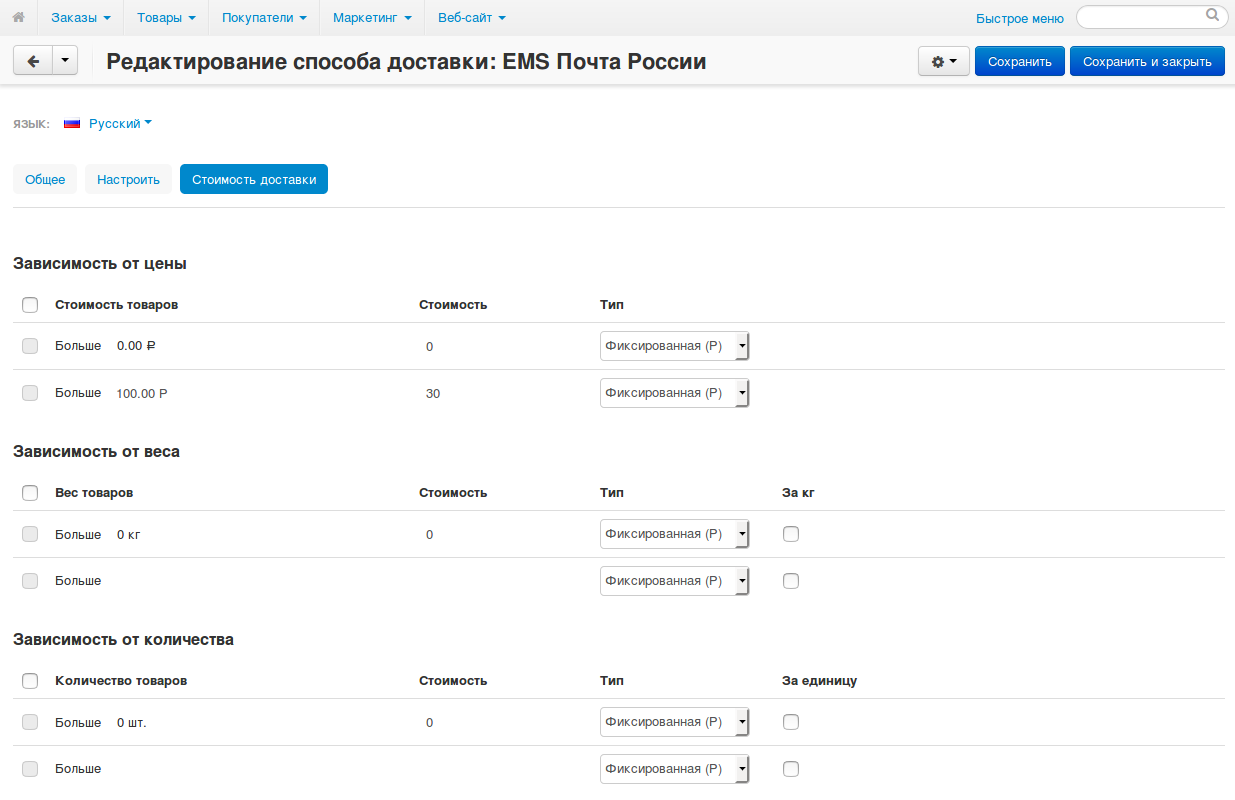 Заказы Товары Покупатели Маркетинг Веб-сайт Быстрое меню
Редактирование способа доставки: EMS Почта России Сохранить Сохранить и закрыть
ЯЗЫК: Русский
Общее Настроить Стоимость доставки
Зависимость от цены
Стоимость товаров Стоимость Тип
Больше 0.00 ₽ 0 Фиксированная (Р)
Больше 100.00 Р 30 Фиксированная (Р)
Зависимость от веса
Вес товаров Стоимость Тип За кг
Больше 0 кг 0 Фиксированная (Р)
Больше Фиксированная (Р)
Зависимость от количества
Количество товаров Стоимость Тип За единицу
Больше 0 шт. 0 Фиксированная (Р)
Больше Фиксированная (Р)